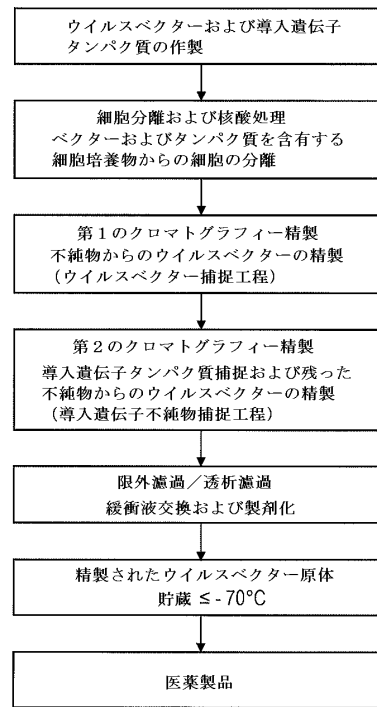 ウイルスベクターおよび導入遺伝子
タンパク質の作製
細胞分離および核酸処理
ベクターおよびタンパク質を含有する
細胞培養物からの細胞の分離
第1のクロマトグラフィー精製
不純物からのウイルスベクターの精製
(ウイルスベクター捕捉工程)
第2のクロマトグラフィー精製
導入遺伝子タンパク質捕捉および残った
不純物からのウイルスベクターの精製
(導入遺伝子不純物捕捉工程)
限外濾過/透析濾過
緩衝液交換および製剤化
精製されたウイルスベクター原体
貯蔵 ≤ - 70°C
医薬製品